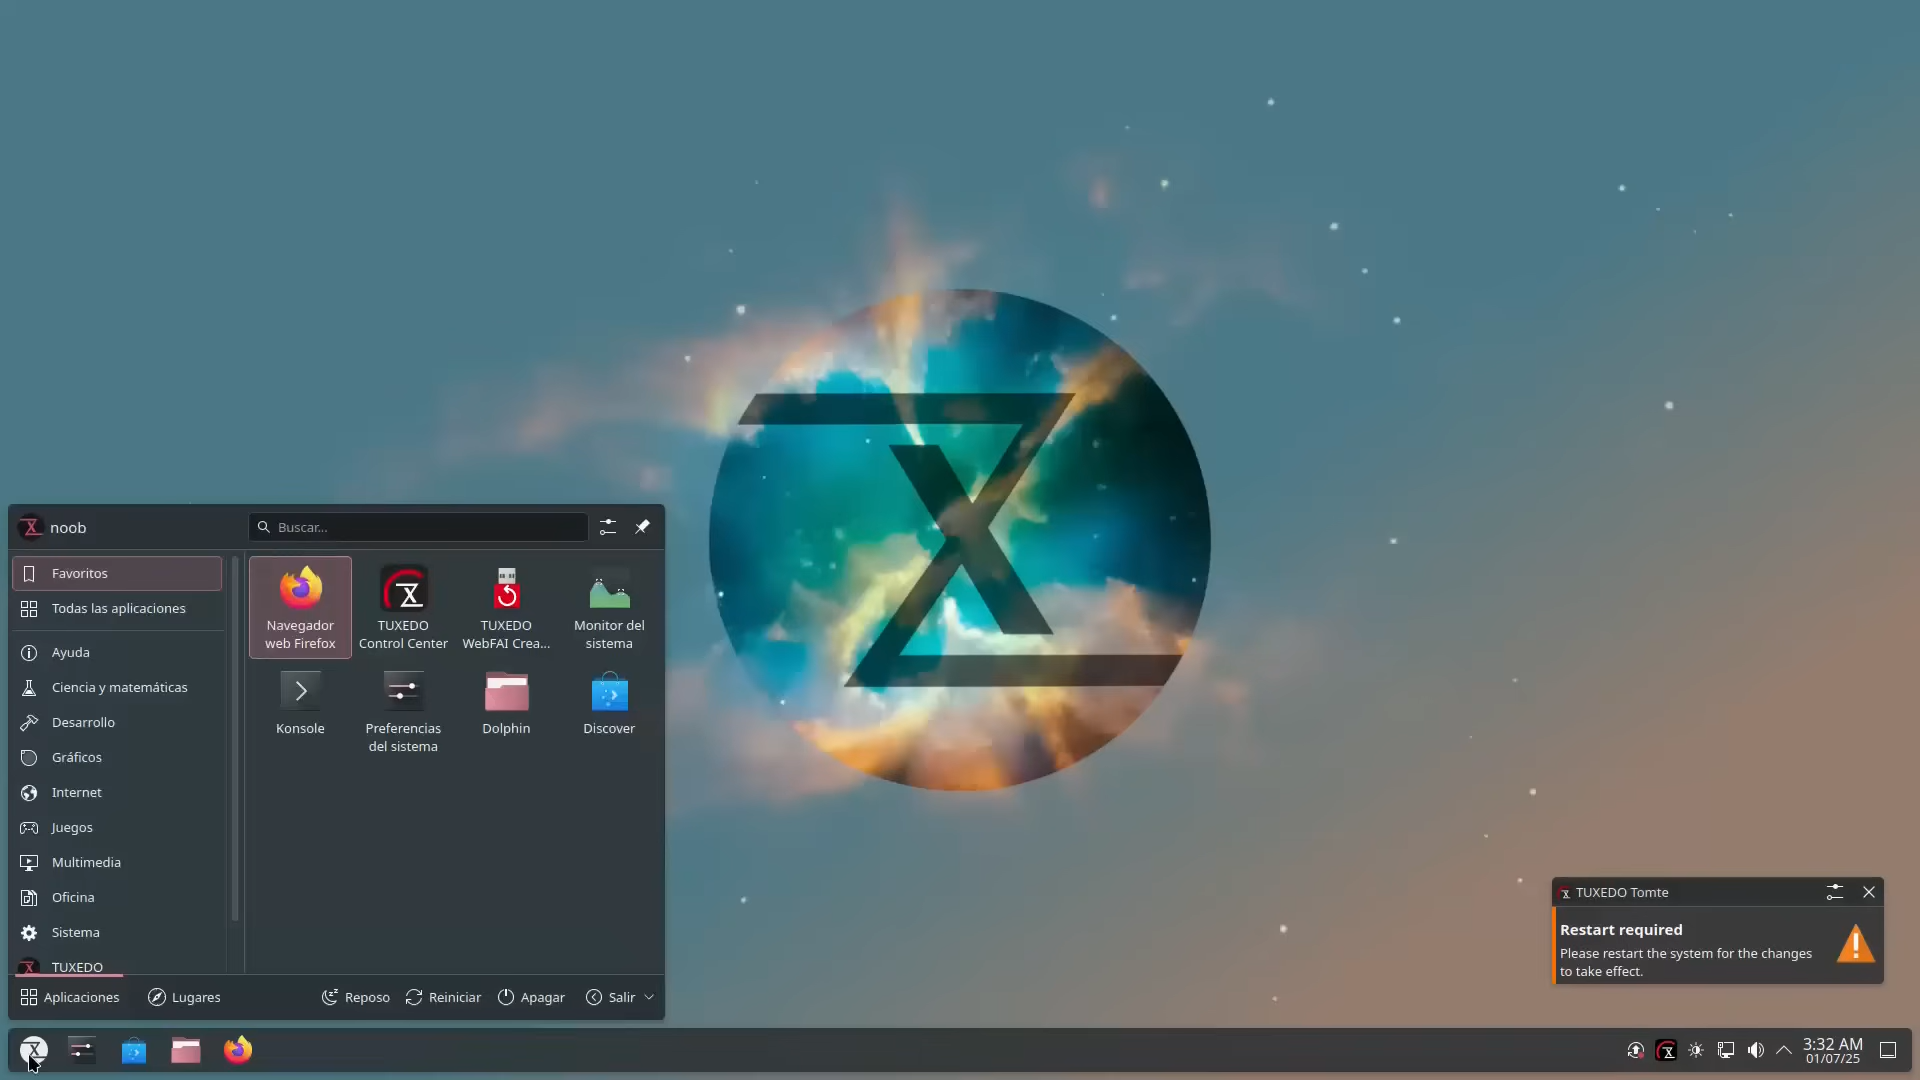 noob
Buscar...
Favoritos
Todas las aplicaciones
Ayuda
Ciencia y matemáticas
Desarrollo
Gráficos
Internet
Juegos
Multimedia
Oficina
Sistema
TUXEDO
Navegador
web Firefox
TUXEDO
Control Center
TUXEDO
WebFAI Crea...
Monitor del
sistema
Konsole
Preferencias
del sistema
Dolphin
Discover
Aplicaciones
Lugares
Reposo
Reiniciar
Apagar
Salir
TUXEDO Tomte
Restart required
Please restart the system for the changes
to take effect.
3:32 AM
01/07/25